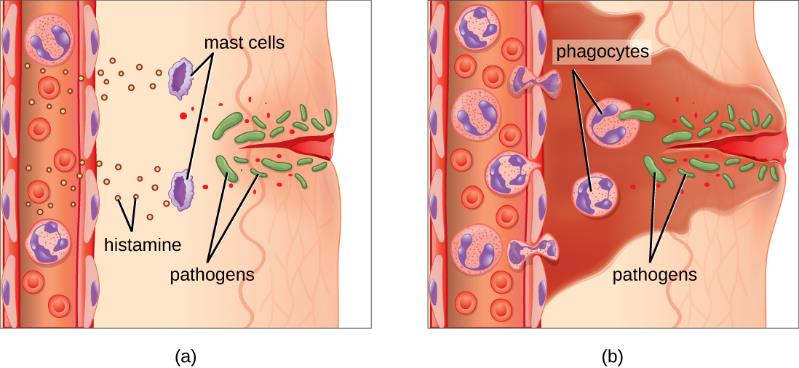 mast cells
histamine
pathogens
(a)
phagocytes
pathogens
(b)